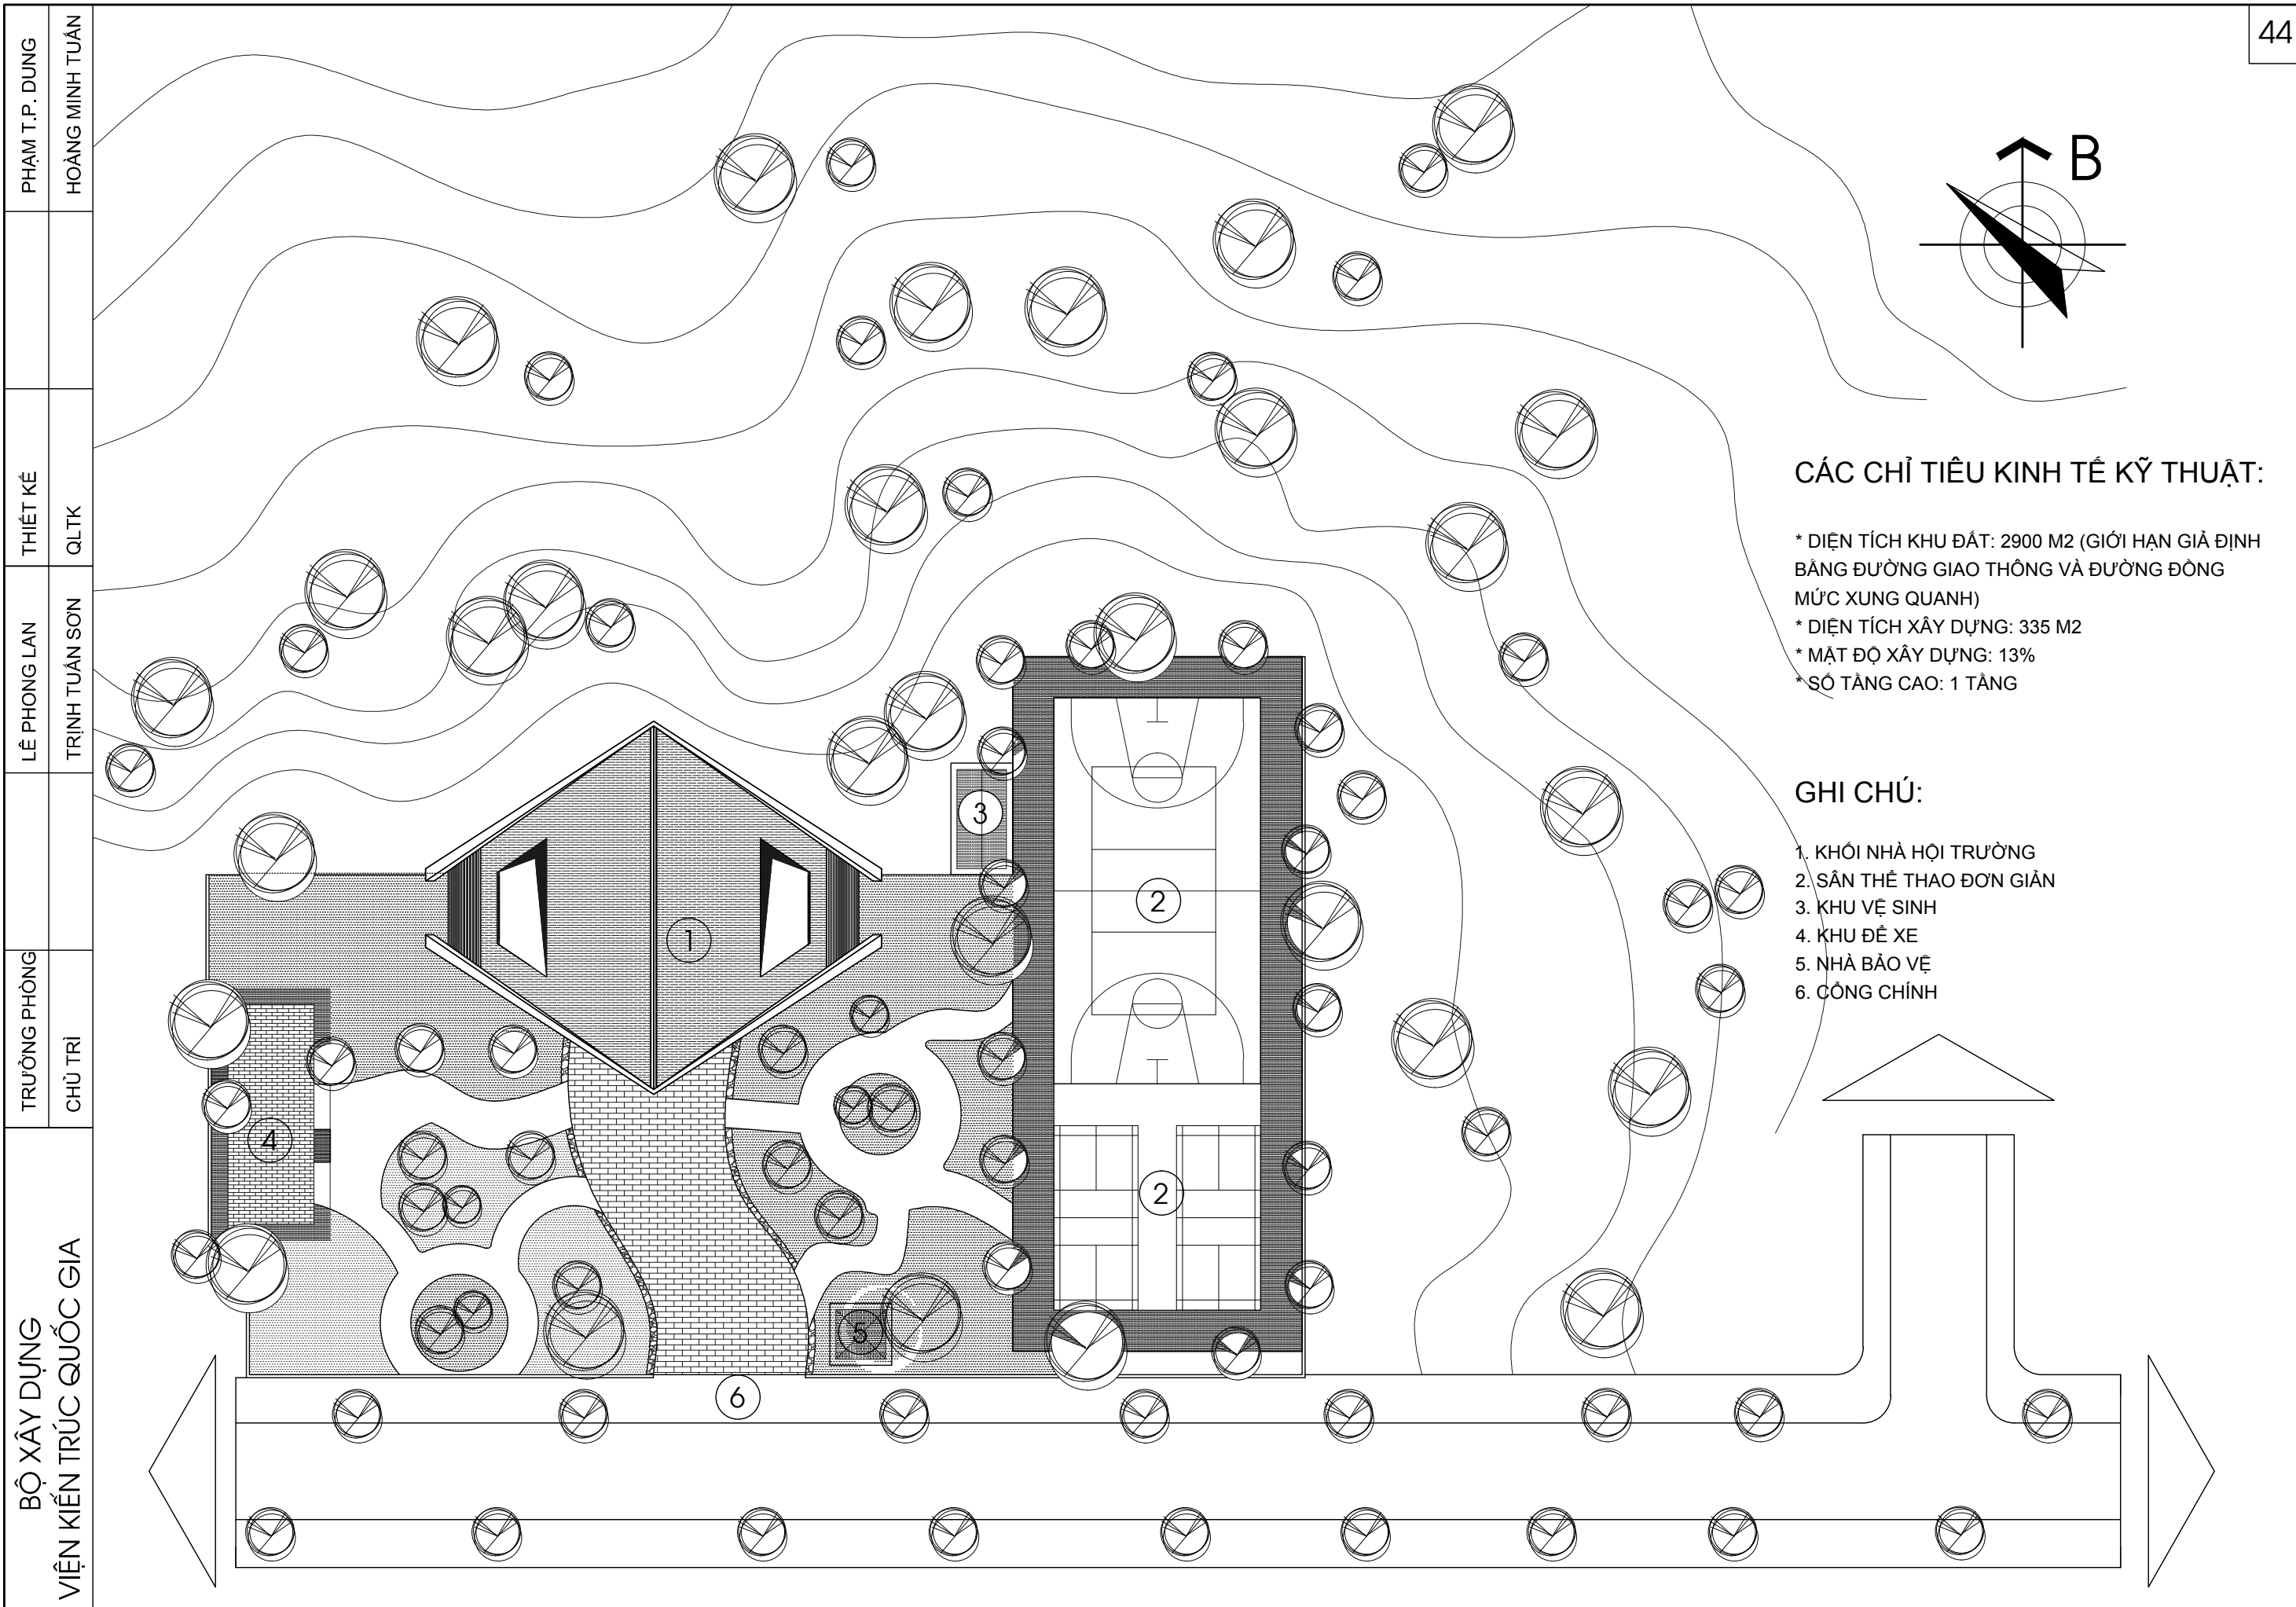 44
B
CÁC CHỈ TIÊU KINH TẾ KỸ THUẬT:
* DIỆN TÍCH KHU ĐẤT: 2900 M2 (GIỚI HẠN GIẢ ĐỊNH
BẰNG ĐƯỜNG GIAO THÔNG VÀ ĐƯỜNG ĐỒNG
MỨC XUNG QUANH)
* DIỆN TÍCH XÂY DỰNG: 335 M2
* MẬT ĐỘ XÂY DỰNG: 13%
* SỐ TẦNG CAO: 1 TẦNG
GHI CHÚ:
1. KHỐI NHÀ HỘI TRƯỜNG
2. SÂN THỂ THAO ĐƠN GIẢN
3. KHU VỆ SINH
4. KHU ĐỂ XE
5. NHÀ BẢO VỆ
6. CỔNG CHÍNH
1
2
3
4
2
5
6
BỘ XÂY DỰNG
VIỆN KIẾN TRÚC QUỐC GIA
TRƯỞNG PHÒNG
CHỦ TRÌ
LÊ PHONG LAN
TRỊNH TUẤN SƠN
THIẾT KẾ
QLTK
PHẠM T.P. DUNG
HOÀNG MINH TUẤN